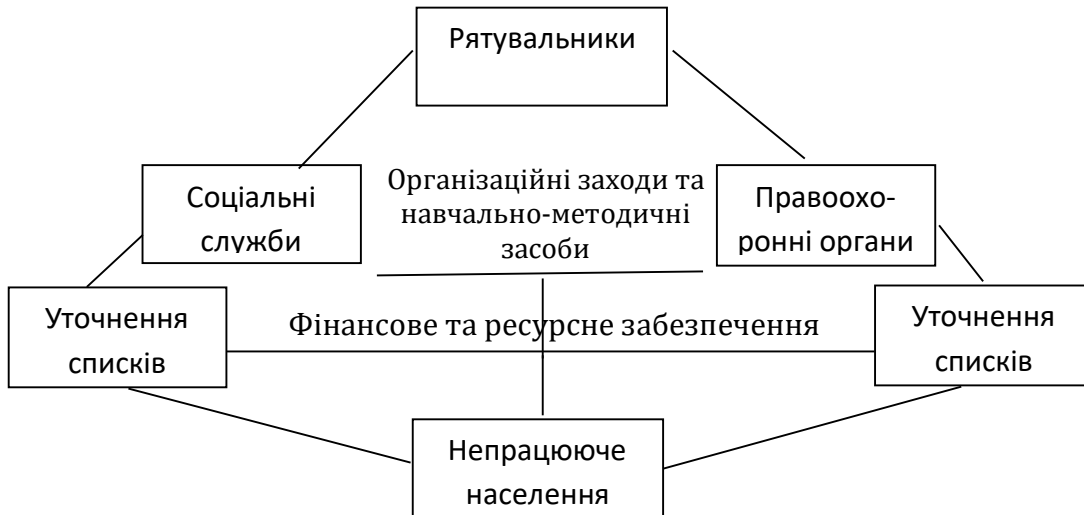 Рятувальники
Соціальні
служби
Організаційні заходи та
навчально-методичні
засоби
Правоохо-
ронні органи
Уточнення
списків
Фінансове та ресурсне забезпечення
Уточнення
списків
Непрацююче
населення